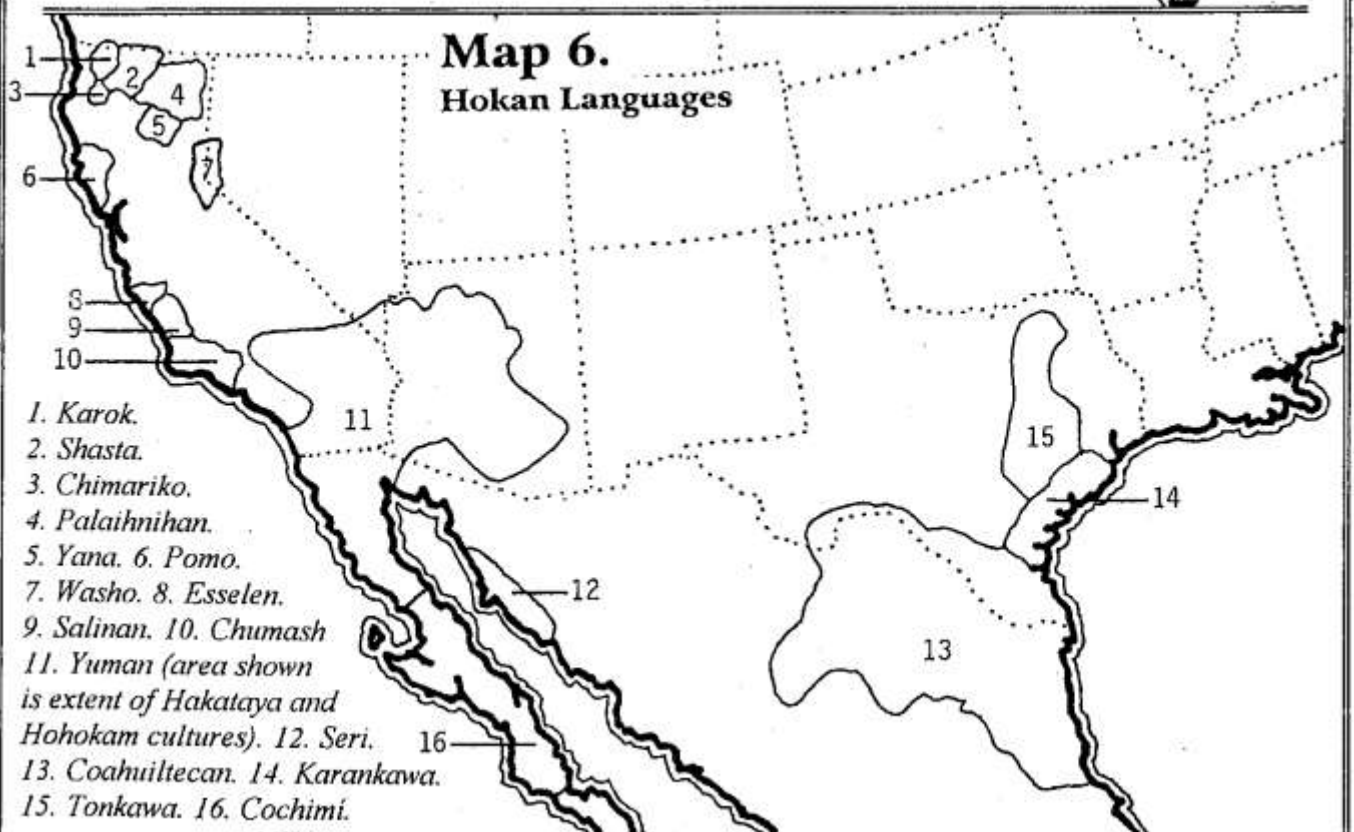 Map 6.
Hokan Languages
1
2
3
4
5
6
7
8
9
10
11
12
13
14
15
16
1. Karok.
2. Shasta.
3. Chimariko.
4. Palaihnihan.
5. Yana. 6. Pomo.
7. Washo. 8. Esselen.
9. Salinan. 10. Chumash
11. Yuman (area shown
is extent of Hakataya and
Hohokam cultures). 12. Seri.
13. Coahuiltecan. 14. Karankawa.
15. Tonkawa. 16. Cochimí.